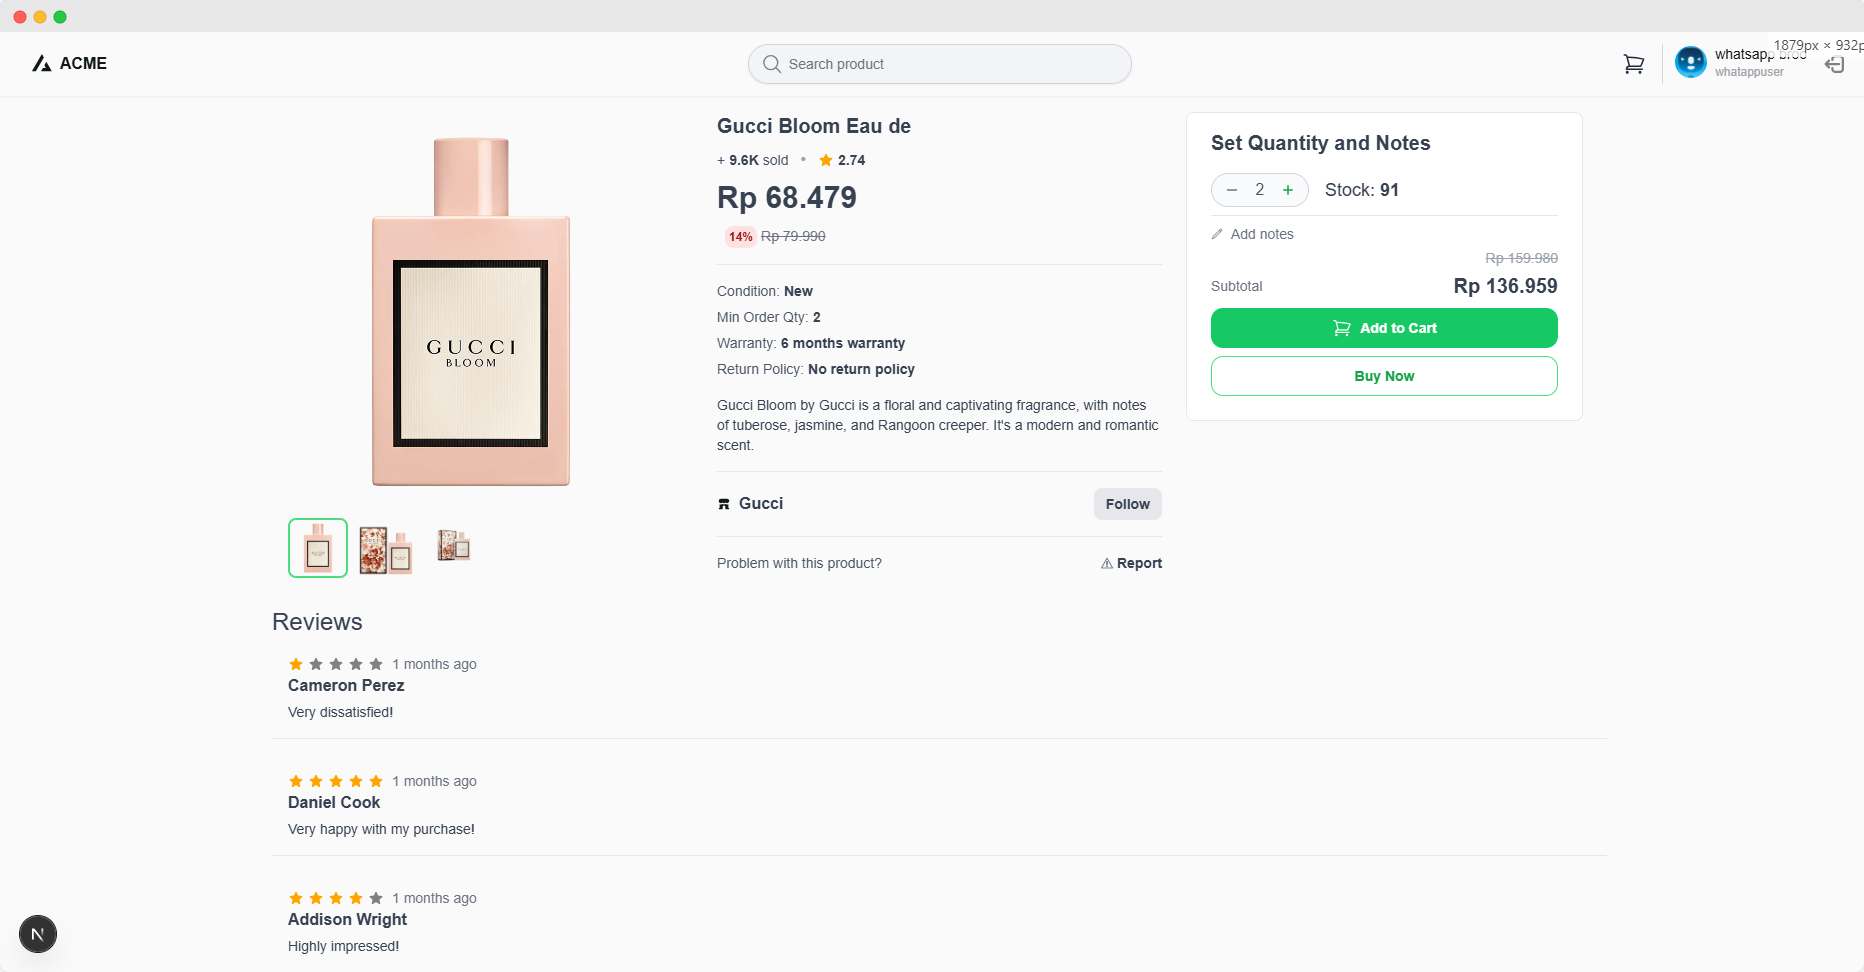 ACME
Search product
1879px × 932p
whatsapp broc
whatappuser
GUCCI
BLOOM
Gucci Bloom Eau de
+ 9.6K sold • 2.74
Rp 68.479
14% Rp 79.990
Condition: New
Min Order Qty: 2
Warranty: 6 months warranty
Return Policy: No return policy
Gucci Bloom by Gucci is a floral and captivating fragrance, with notes
of tuberose, jasmine, and Rangoon creeper. It's a modern and romantic
scent.
Gucci
Follow
Problem with this product?
Report
Set Quantity and Notes
− 2 + Stock: 91
Add notes
Rp 159.980
Subtotal Rp 136.959
Add to Cart
Buy Now
Reviews
1 months ago
Cameron Perez
Very dissatisfied!
1 months ago
Daniel Cook
Very happy with my purchase!
1 months ago
Addison Wright
Highly impressed!
N